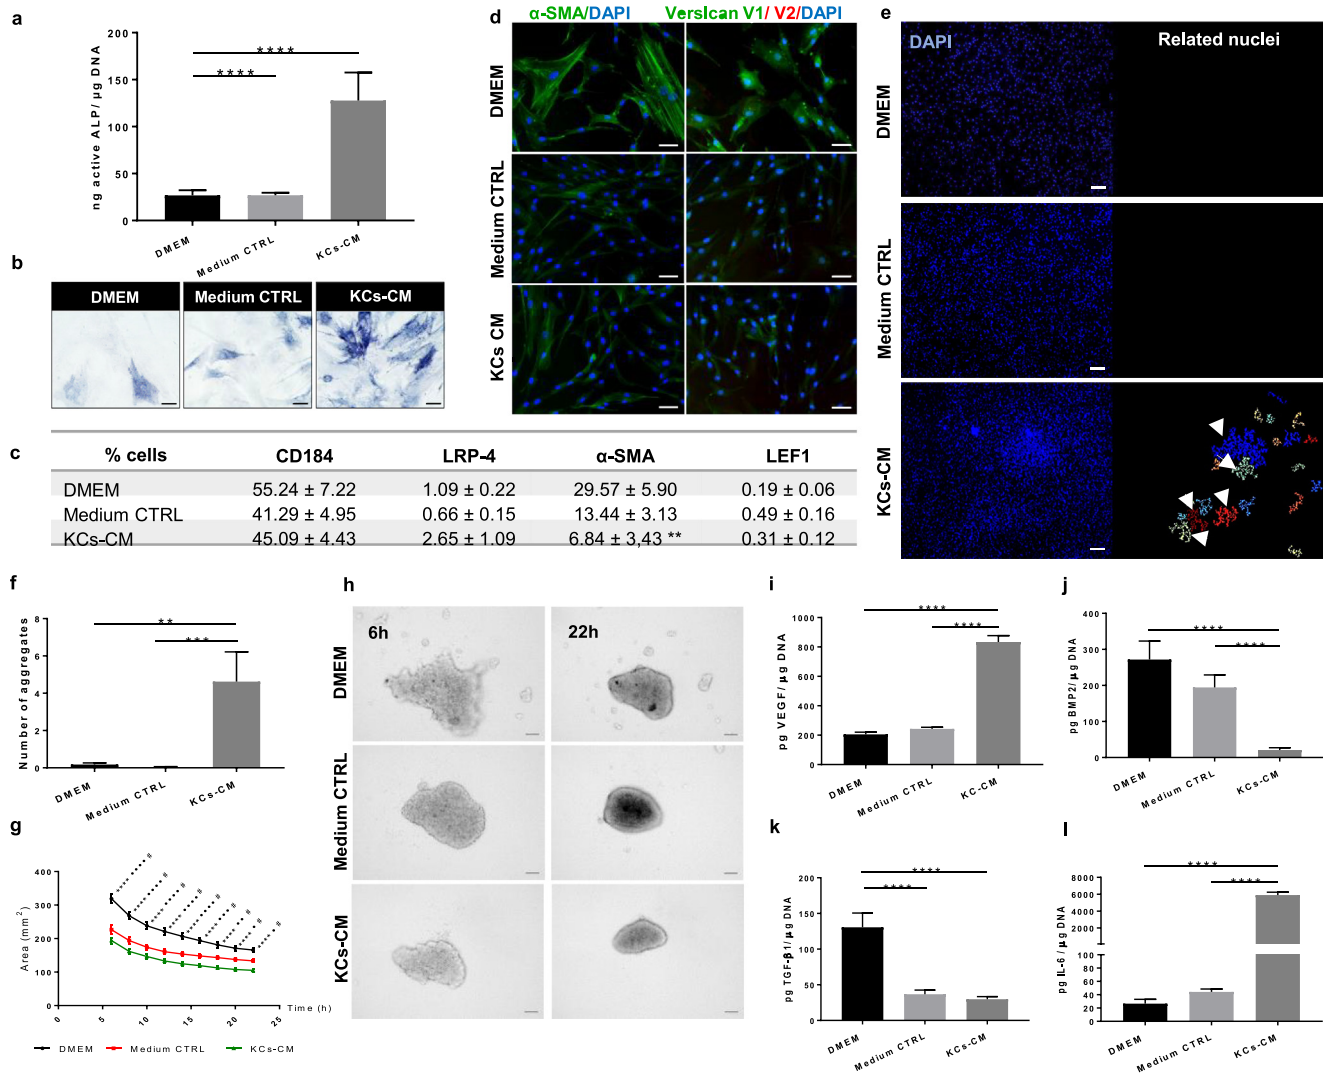 a
ng active ALP/ µg DNA
200
150
100
50
0
****
****
DMEM
Medium CTRL
KCs-CM
b
DMEM
Medium CTRL
KCs-CM
c
% cells CD184 LRP-4 α-SMA LEF1
DMEM 55.24 ± 7.22 1.09 ± 0.22 29.57 ± 5.90 0.19 ± 0.06
Medium CTRL 41.29 ± 4.95 0.66 ± 0.15 13.44 ± 3.13 0.49 ± 0.16
KCs-CM 45.09 ± 4.43 2.65 ± 1.09 6.84 ± 3,43 ** 0.31 ± 0.12
d
α-SMA/DAPI
Versican V1/ V2/DAPI
DMEM
Medium CTRL
KCs CM
e
DAPI
Related nuclei
DMEM
Medium CTRL
KCs-CM
f
Number of aggregates
8
6
4
2
0
**
***
DMEM
Medium CTRL
KCs-CM
g
Area (mm²)
400
300
200
100
0
0 5 10 15 20 25
Time (h)
DMEM Medium CTRL KCs-CM
h
6h
22h
DMEM
Medium CTRL
KCs-CM
i
pg VEGF/ µg DNA
1000
800
600
400
200
0
****
****
DMEM
Medium CTRL
KC-CM
j
pg BMP2/ µg DNA
400
300
200
100
0
****
****
DMEM
Medium CTRL
KCs-CM
k
pg TGF-β1/ µg DNA
200
150
100
50
0
****
****
DMEM
Medium CTRL
KCs-CM
l
pg IL-6 / µg DNA
8000
6000
4000
2000
100
80
60
40
20
0
****
****
DMEM
Medium CTRL
KCs-CM